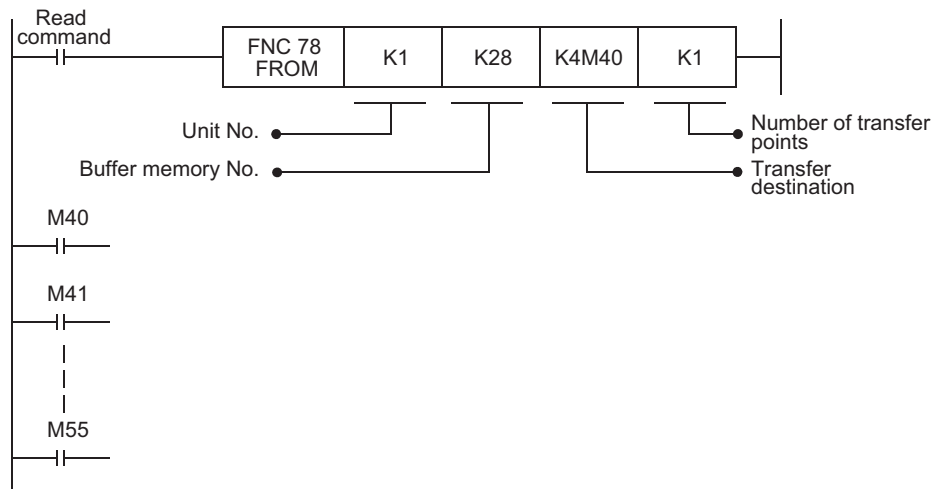 Read
command
FNC 78
FROM
K1
K28
K4M40
K1
Unit No.
Number of transfer
points
Buffer memory No.
Transfer
destination
M40
M41
M55